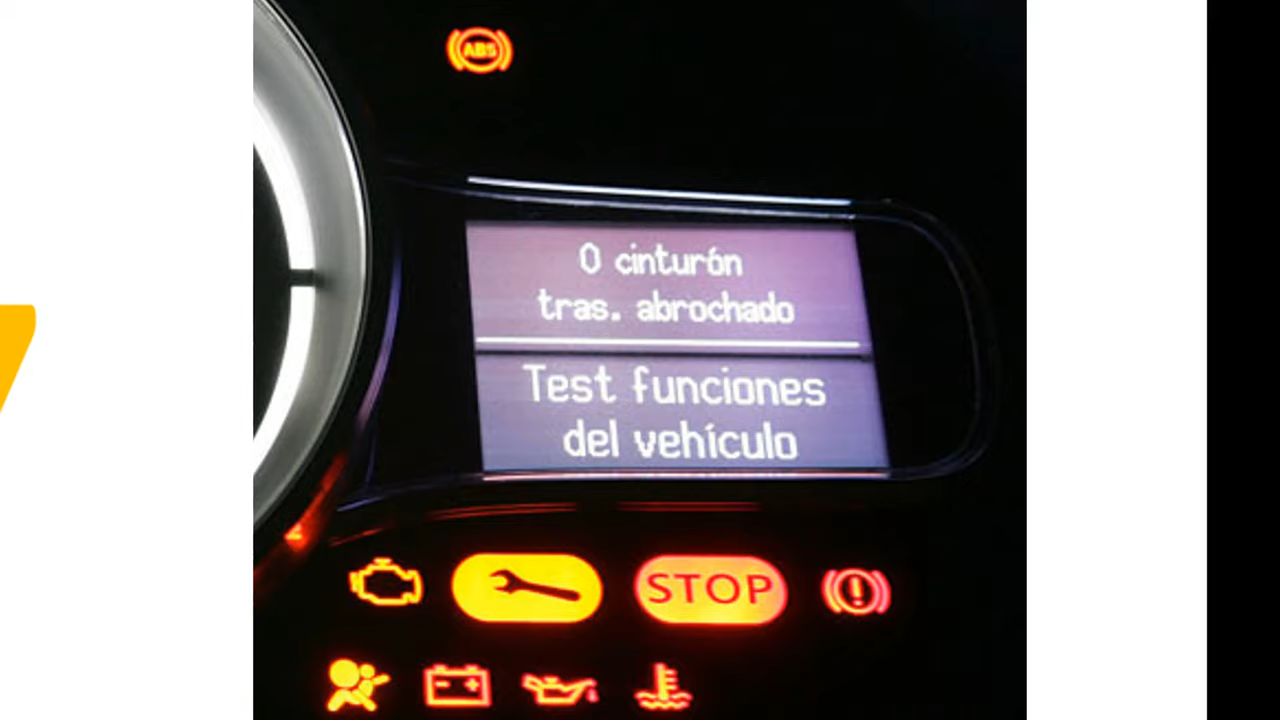 ABS
0 cinturón
tras. abrochado
Test funciones
del vehículo
STOP